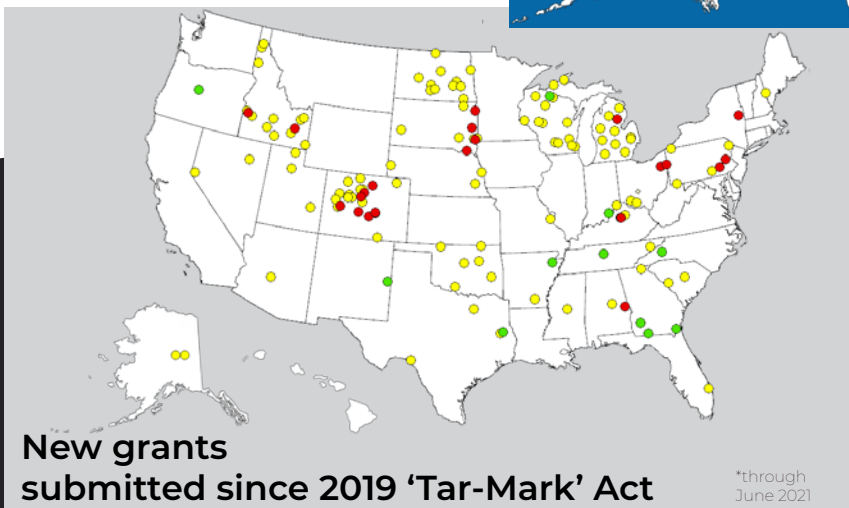 New grants
submitted since 2019 ‘Tar-Mark’ Act
*through
June 2021